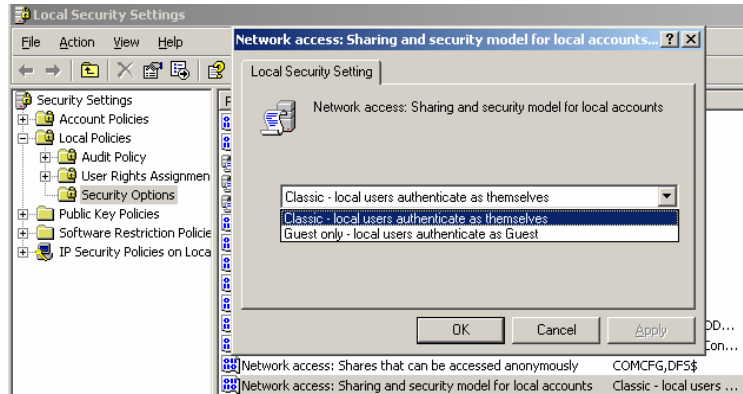 Local Security Settings
File Action View Help
Security Settings
Account Policies
Local Policies
Audit Policy
User Rights Assignmen
Security Options
Public Key Policies
Software Restriction Policie
IP Security Policies on Loca
Network access: Sharing and security model for local accounts...
Local Security Setting
Network access: Sharing and security model for local accounts
Classic - local users authenticate as themselves
Classic - local users authenticate as themselves
Guest only - local users authenticate as Guest
OK Cancel Apply
Network access: Shares that can be accessed anonymously COMCFG,DFS$
Network access: Sharing and security model for local accounts Classic - local users ...